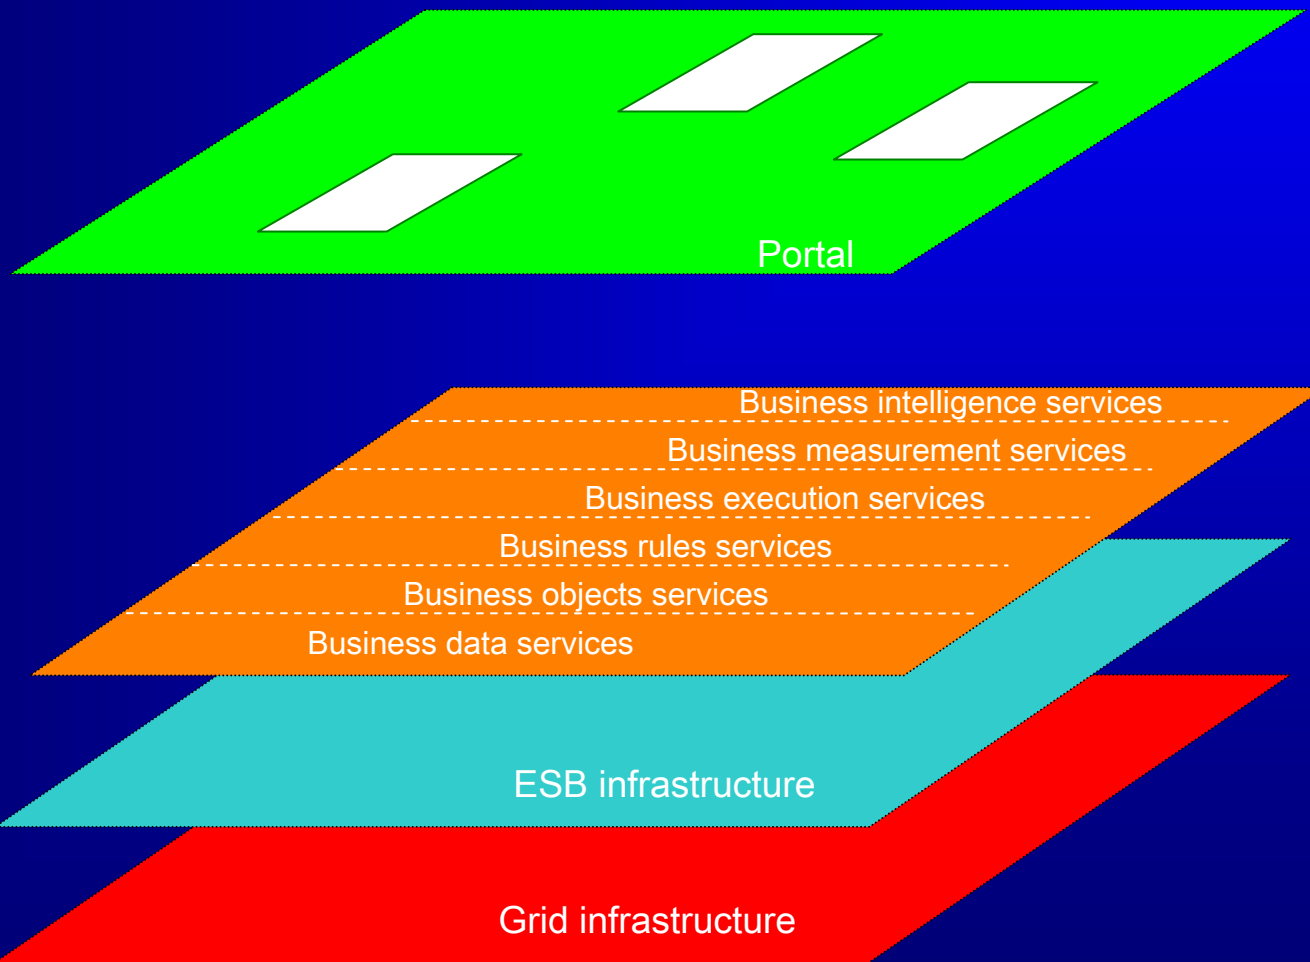 Portal
Business intelligence services
Business measurement services
Business execution services
Business rules services
Business objects services
Business data services
ESB infrastructure
Grid infrastructure